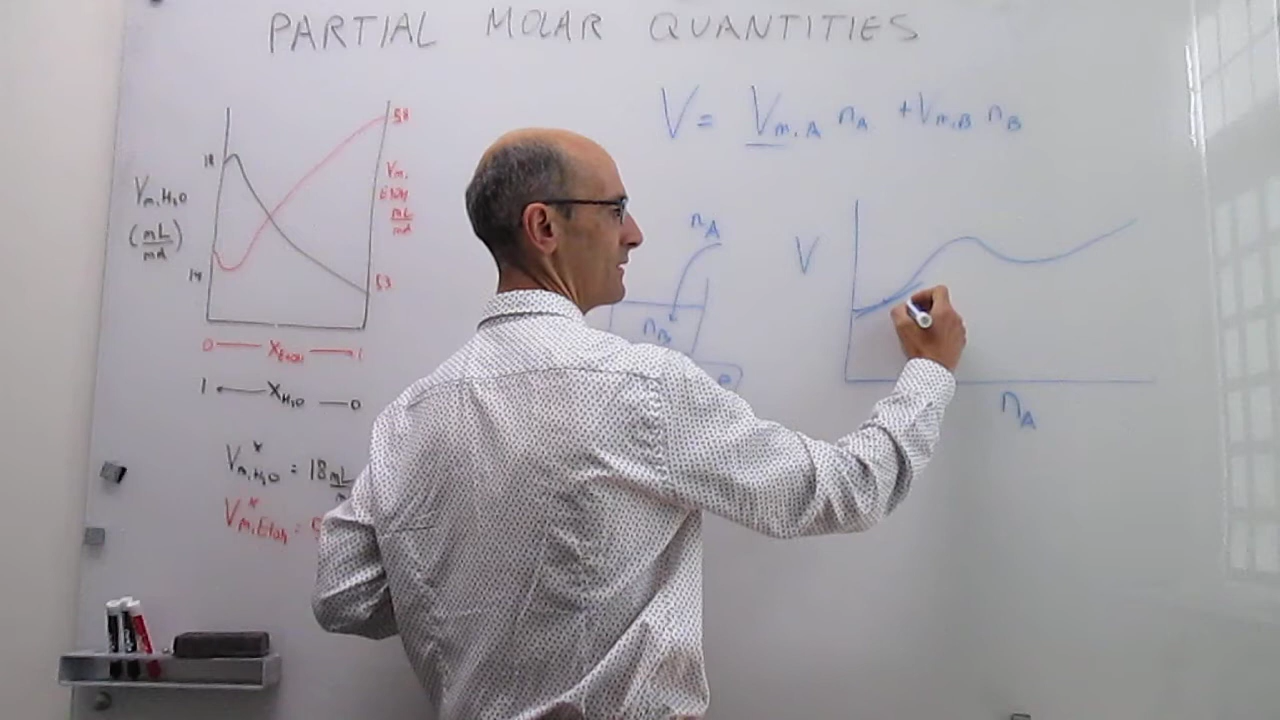 PARTIAL MOLAR QUANTITIES
V = Vm,A nA + Vm,B nB
18
14
Vm,H2O
(mL/mol)
58
Vm,
EtOH
mL
mol
53
0 — XEtOH — 1
1 ← XH2O — 0
V*m,H2O = 18 mL
V*m,EtOH =
nA
nB
V
nA